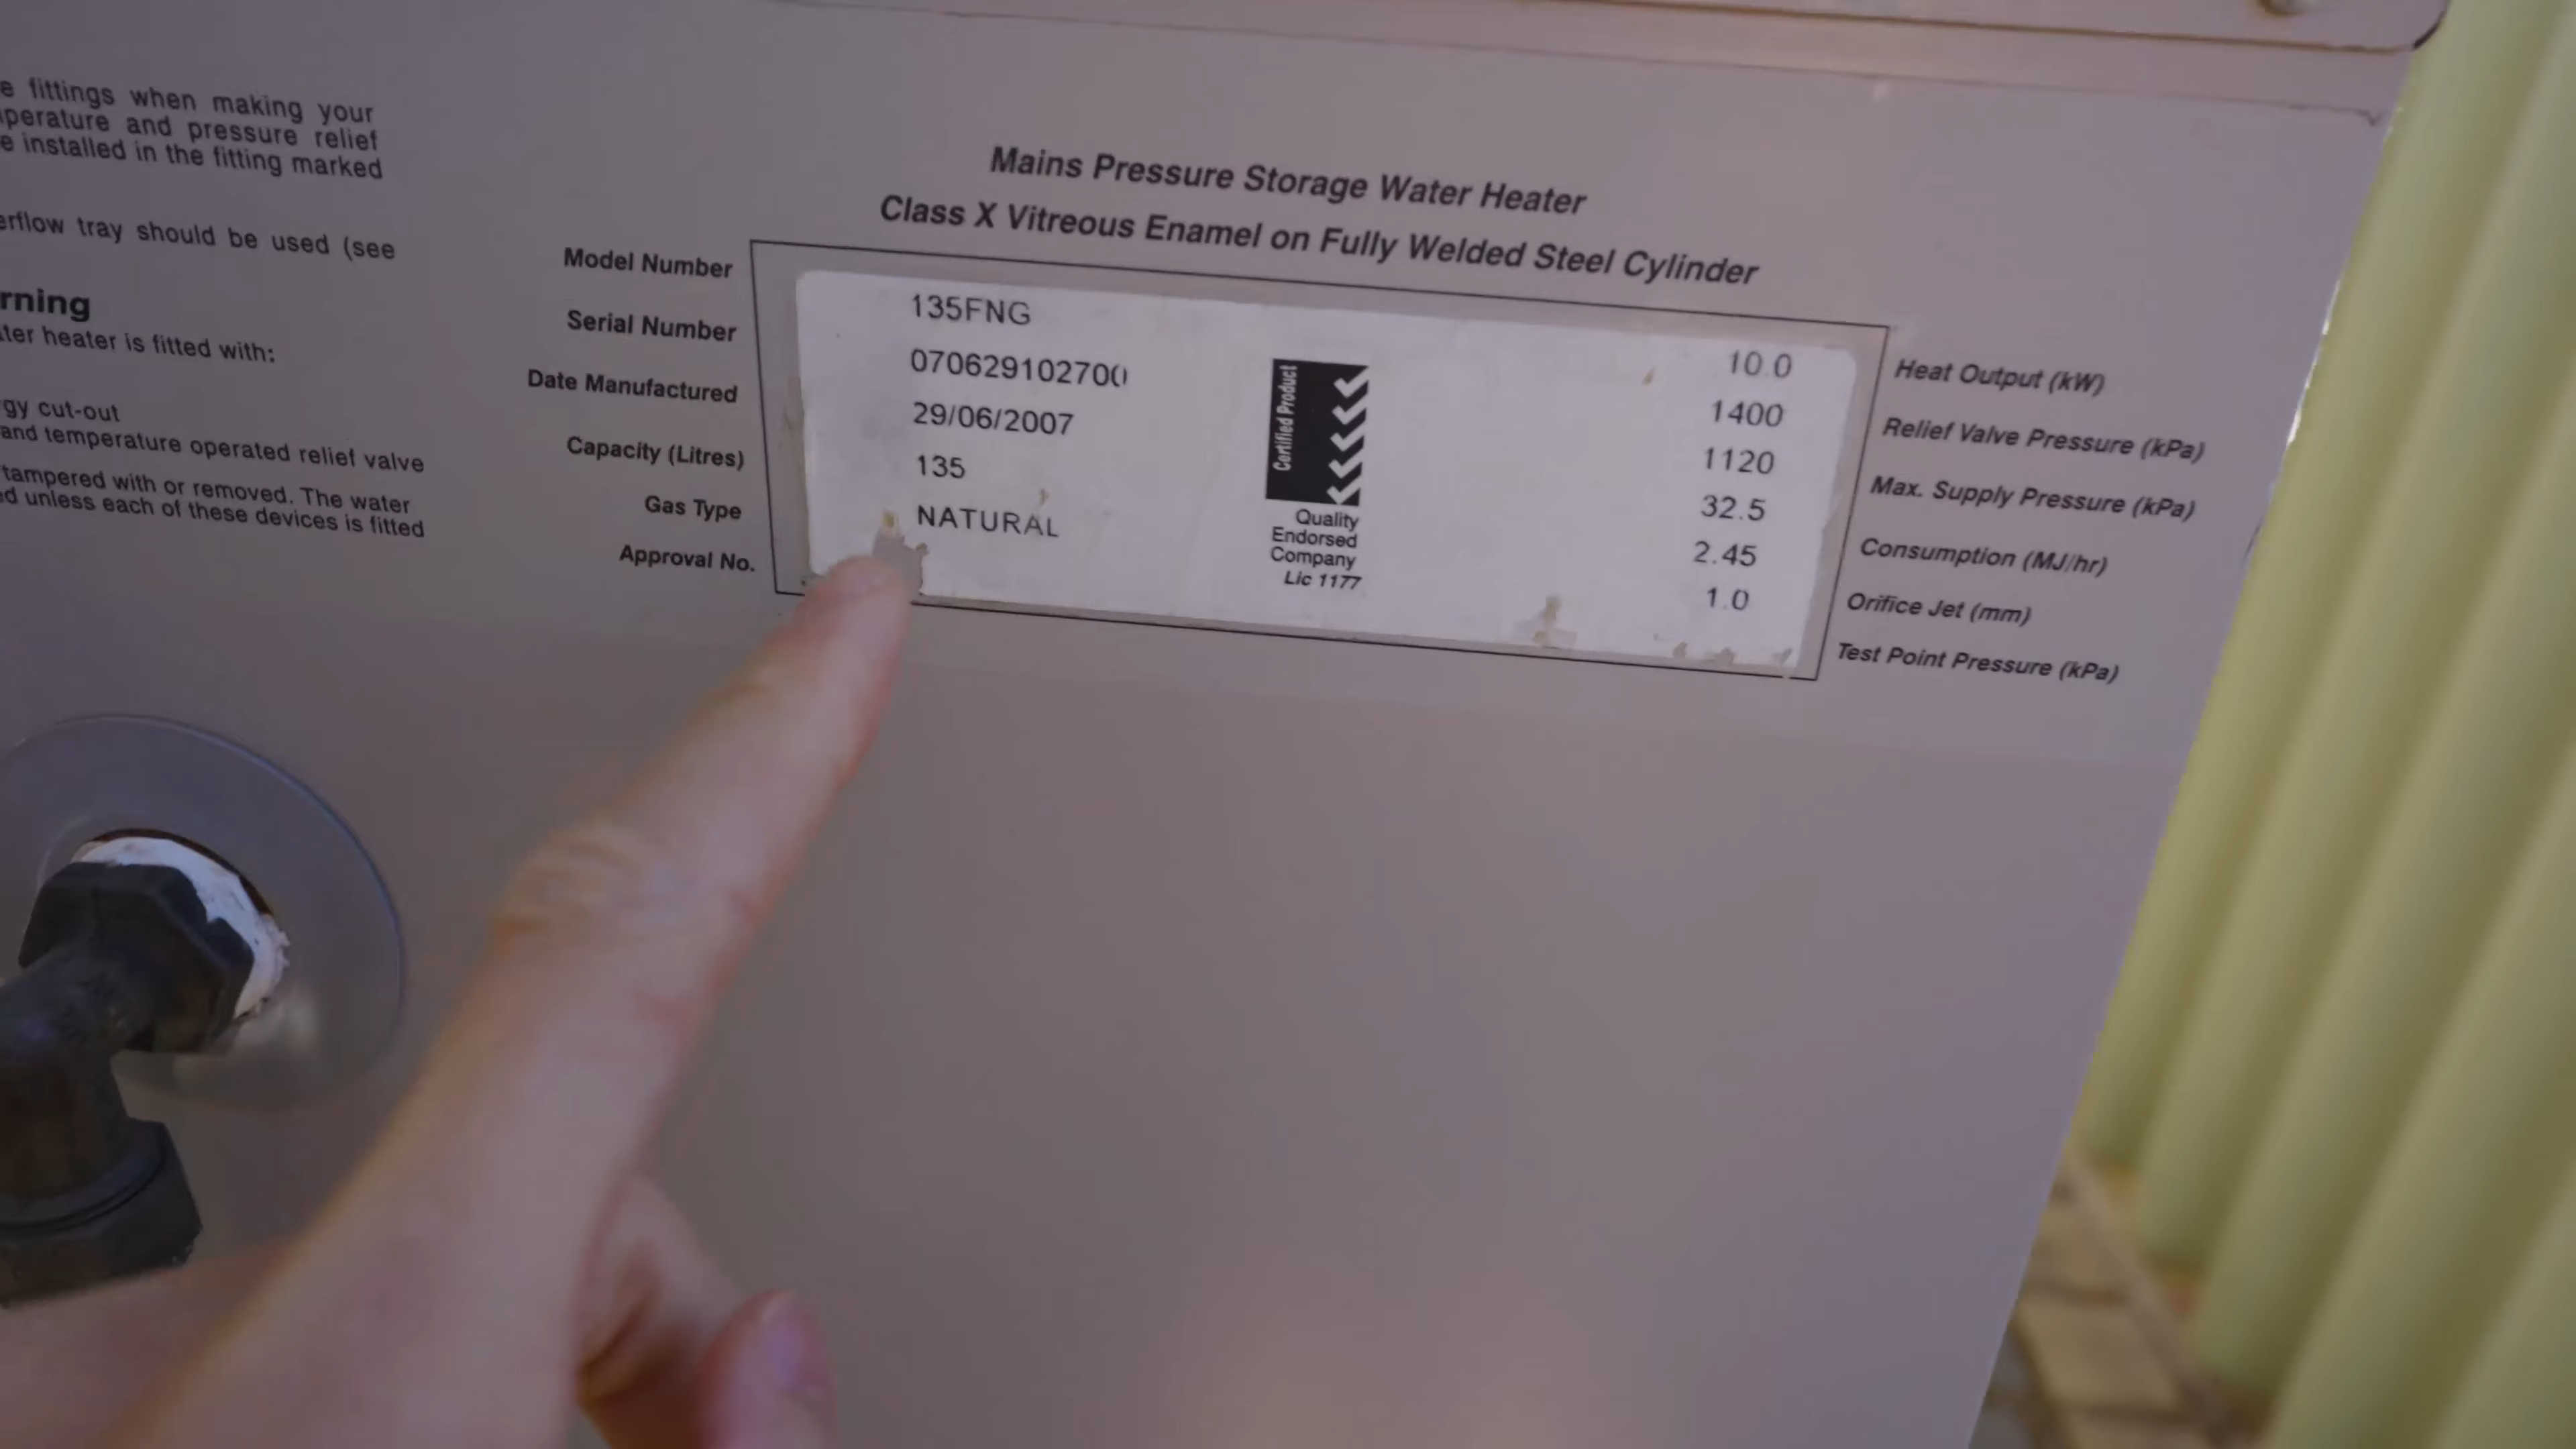 e fittings when making your
perature and pressure relief
e installed in the fitting marked
erflow tray should be used (see
rning
ter heater is fitted with:
gy cut-out
and temperature operated relief valve
tampered with or removed. The water
ed unless each of these devices is fitted
Mains Pressure Storage Water Heater
Class X Vitreous Enamel on Fully Welded Steel Cylinder
Model Number 135FNG
Serial Number 070629102700
Date Manufactured 29/06/2007
Capacity (Litres) 135
Gas Type NATURAL
Approval No.
Certified Product
Quality
Endorsed
Company
Lic 1177
10.0 Heat Output (kW)
1400 Relief Valve Pressure (kPa)
1120 Max. Supply Pressure (kPa)
32.5 Consumption (MJ/hr)
2.45 Orifice Jet (mm)
1.0 Test Point Pressure (kPa)